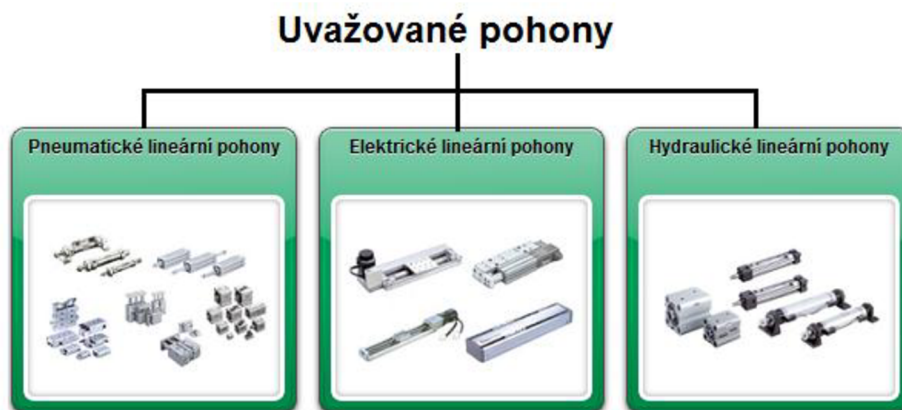 Uvažované pohony
Pneumatické lineární pohony
Elektrické lineární pohony
Hydraulické lineární pohony